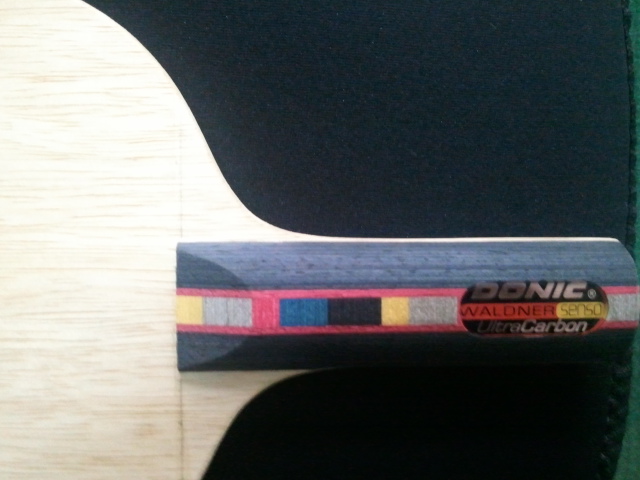 DONIC®
WALDNER senso
UltraCarbon